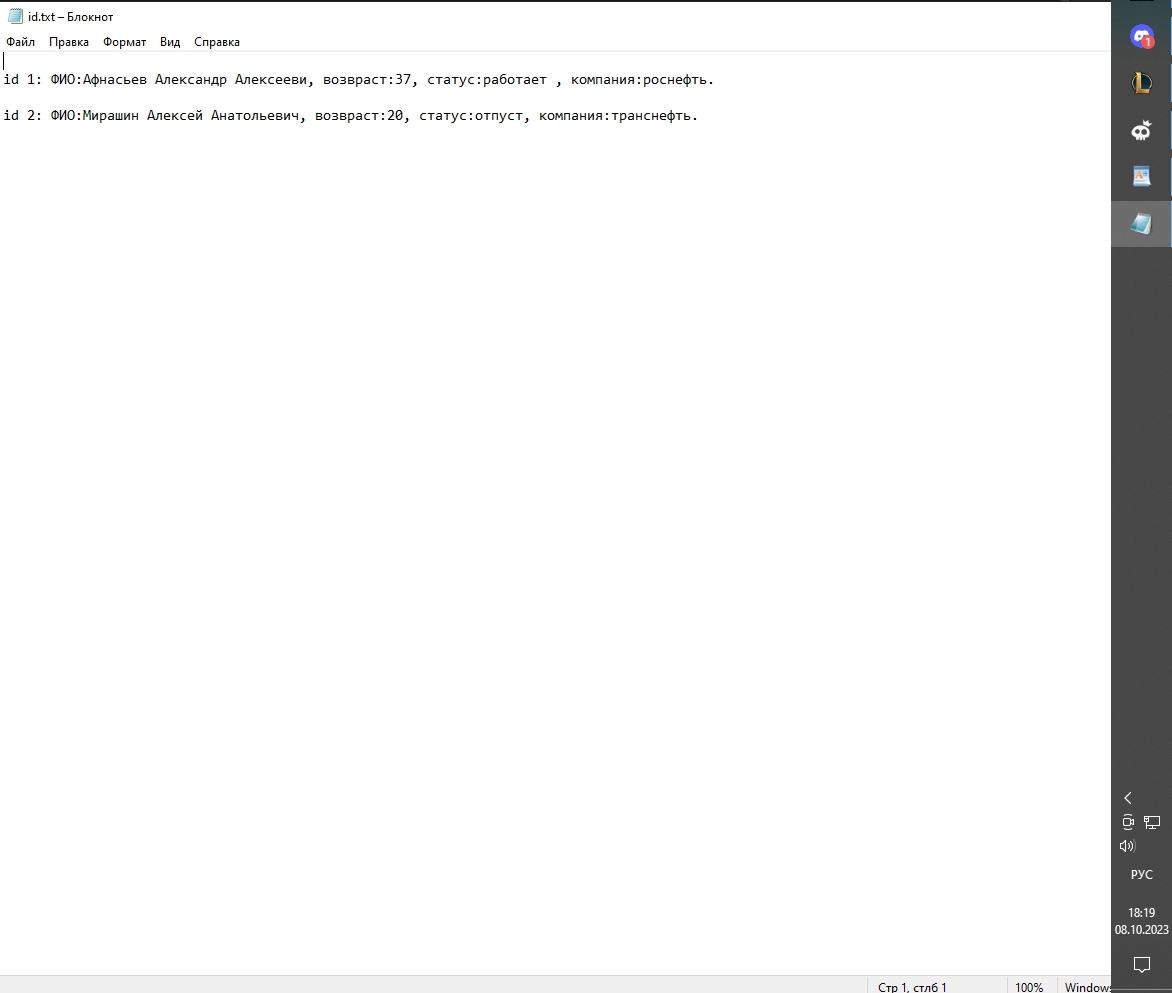 id.txt – Блокнот
Файл Правка Формат Вид Справка
id 1: ФИО:Афнасьев Александр Алексееви, возвраст:37, статус:работает , компания:роснефть.
id 2: ФИО:Мирашин Алексей Анатольевич, возвраст:20, статус:отпуст, компания:транснефть.
1
РУС
18:19
08.10.2023
Стр 1, стлб 1 100% Windows